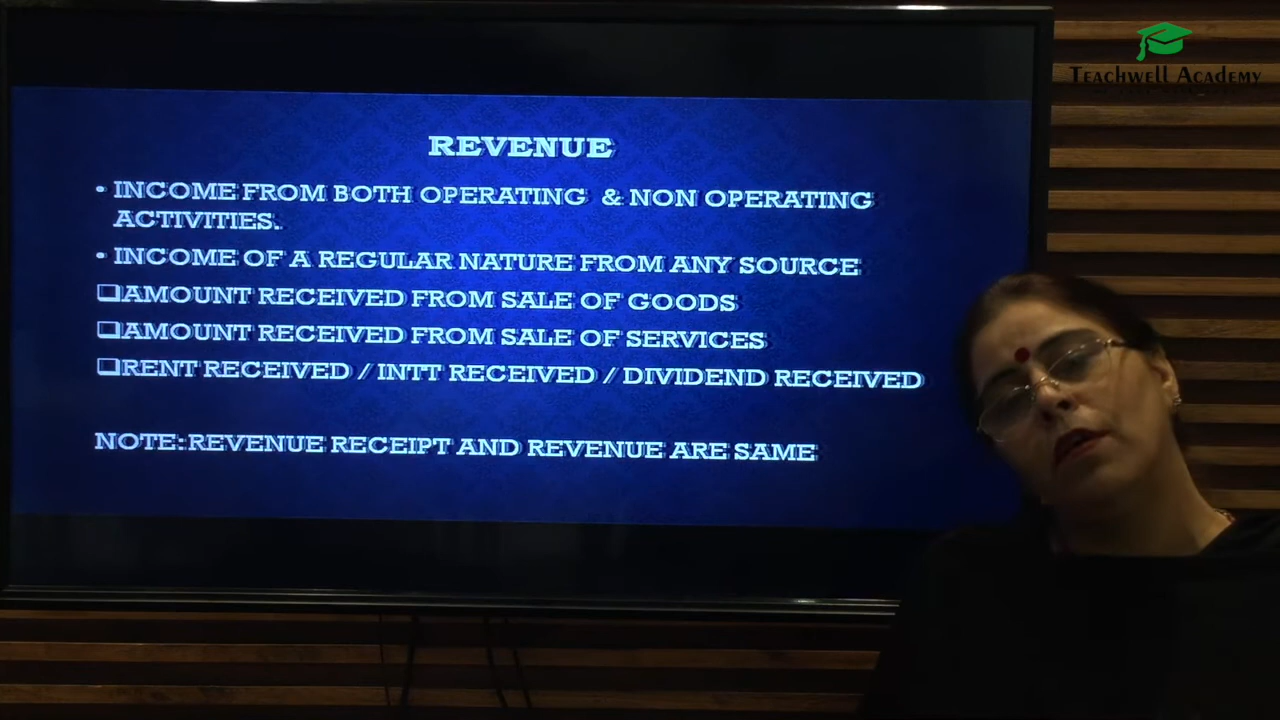 Teachwell Academy
REVENUE
• INCOME FROM BOTH OPERATING & NON OPERATING
ACTIVITIES.
• INCOME OF A REGULAR NATURE FROM ANY SOURCE
❑AMOUNT RECEIVED FROM SALE OF GOODS
❑AMOUNT RECEIVED FROM SALE OF SERVICES
❑RENT RECEIVED / INTT RECEIVED / DIVIDEND RECEIVED
NOTE:REVENUE RECEIPT AND REVENUE ARE SAME